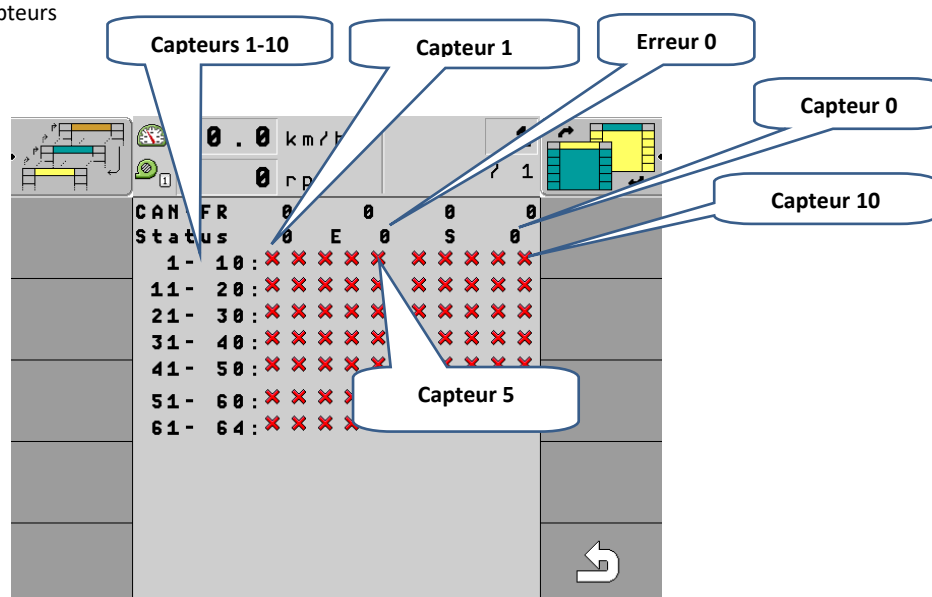 pteurs
Capteurs 1-10
Capteur 1
Erreur 0
Capteur 0
Capteur 10
0.0 km/h
0 rp
/ 1
1
CAN FR 0 0 0 0
Status 0 E 0 S 0
1- 10:
11- 20:
21- 30:
31- 40:
41- 50:
51- 60:
61- 64:
Capteur 5